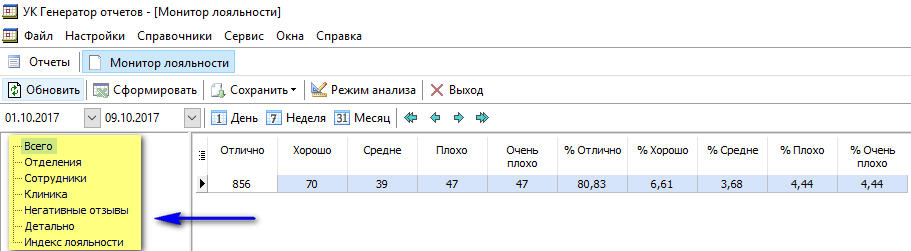 УК Генератор отчетов - [Монитор лояльности]
Файл Настройки Справочники Сервис Окна Справка
Отчеты Монитор лояльности
Обновить Сформировать Сохранить Режим анализа Выход
01.10.2017 09.10.2017 1 День 7 Неделя 31 Месяц
Всего
Отделения
Сотрудники
Клиника
Негативные отзывы
Детально
Индекс лояльности
Отлично Хорошо Средне Плохо Очень плохо % Отлично % Хорошо % Средне % Плохо % Очень плохо
856 70 39 47 47 80,83 6,61 3,68 4,44 4,44